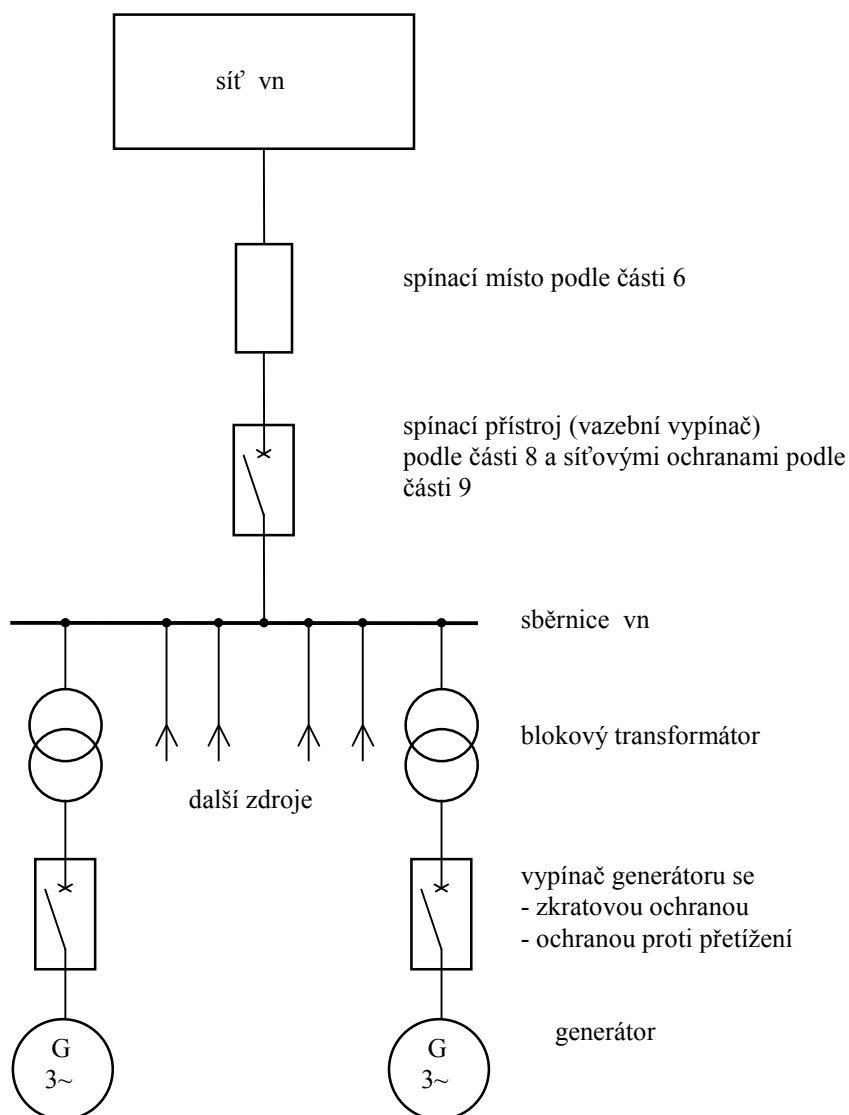 síť vn
spínací místo podle části 6
spínací přístroj (vazební vypínač)
podle části 8 a síťovými ochranami podle
části 9
sběrnice vn
blokový transformátor
další zdroje
vypínač generátoru se
- zkratovou ochranou
- ochranou proti přetížení
generátor
G
3~
G
3~